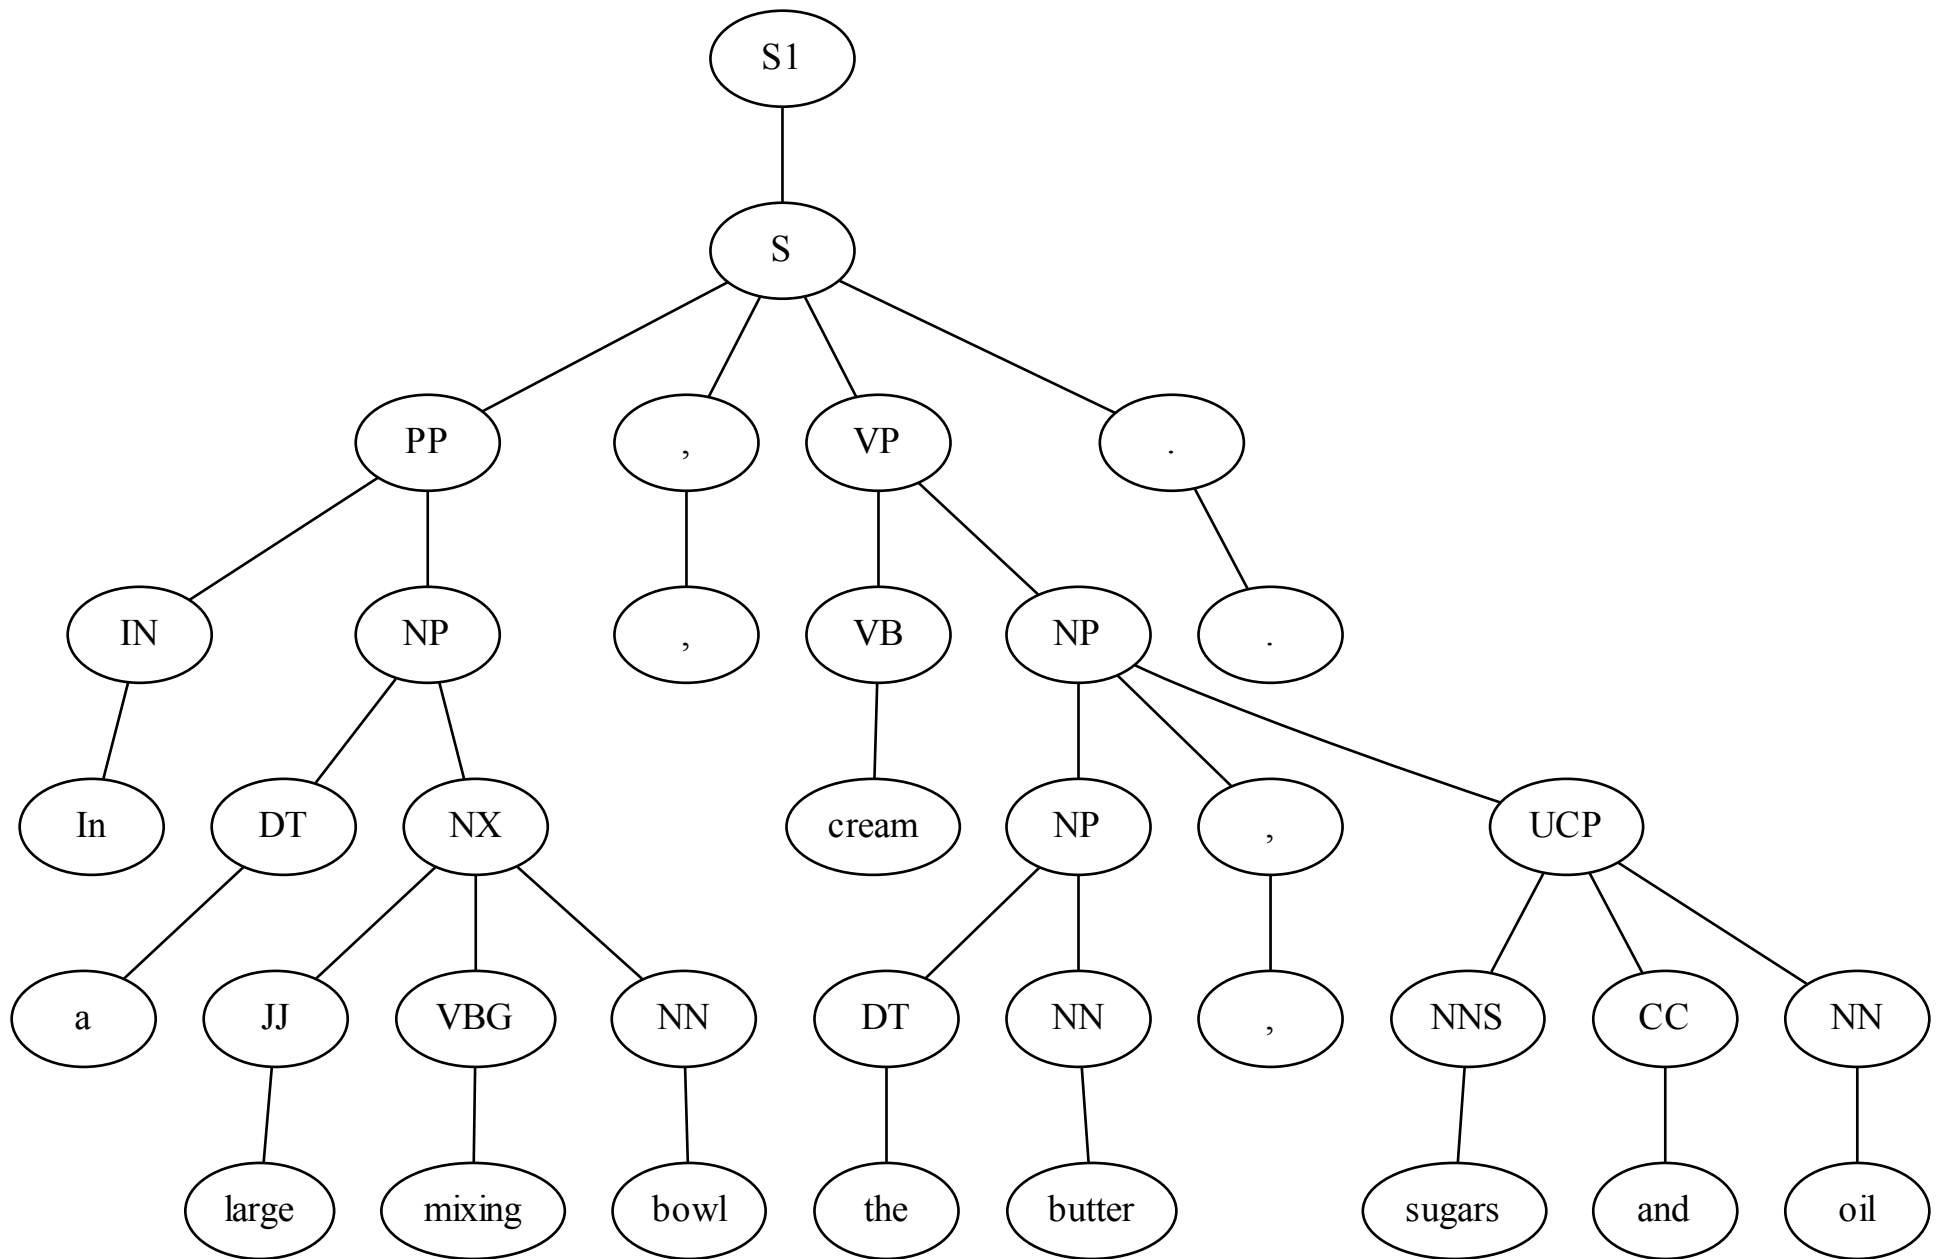 S1
S
PP , VP .
IN NP , VB NP .
In DT NX cream NP , UCP
a JJ VBG NN DT NN , NNS CC NN
large mixing bowl the butter sugars and oil